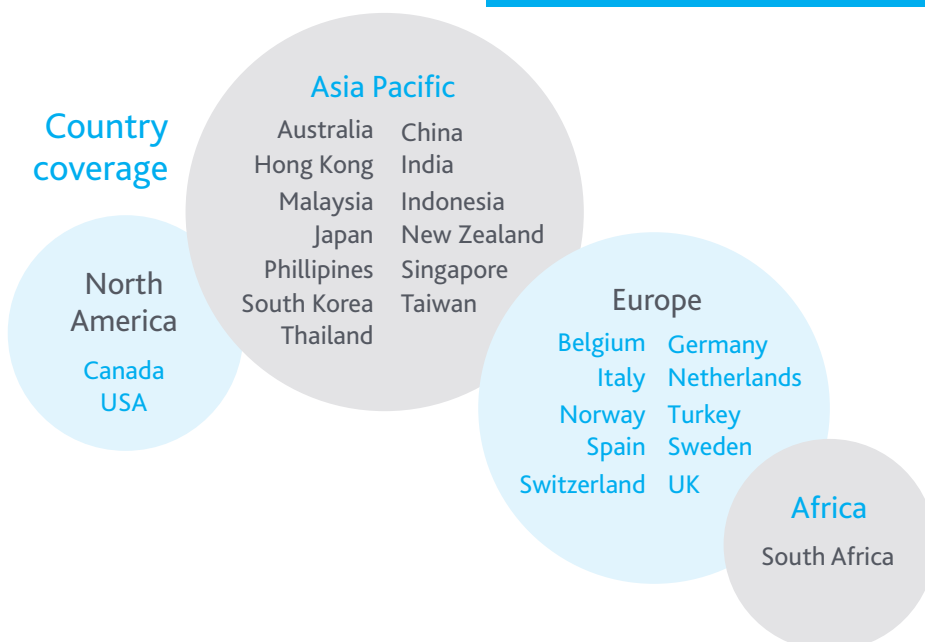 Country
coverage
Asia Pacific
Australia China
Hong Kong India
Malaysia Indonesia
Japan New Zealand
Phillipines Singapore
South Korea Taiwan
Thailand
North
America
Canada
USA
Europe
Belgium Germany
Italy Netherlands
Norway Turkey
Spain Sweden
Switzerland UK
Africa
South Africa